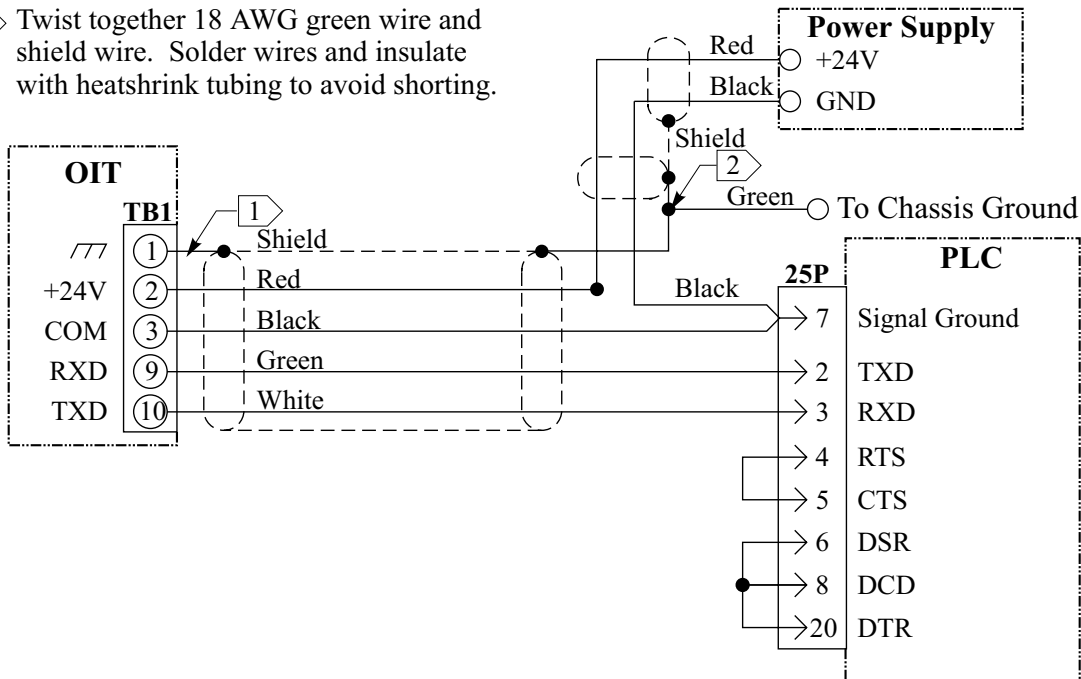 Twist together 18 AWG green wire and
shield wire. Solder wires and insulate
with heatshrink tubing to avoid shorting.
Power Supply
Red
+24V
Black
GND
Shield
2
Green
To Chassis Ground
OIT
TB1
1
1
Shield
+24V
2
Red
COM
3
Black
RXD
9
Green
TXD
10
White
PLC
25P
Black
7
Signal Ground
2
TXD
3
RXD
4
RTS
5
CTS
6
DSR
8
DCD
20
DTR